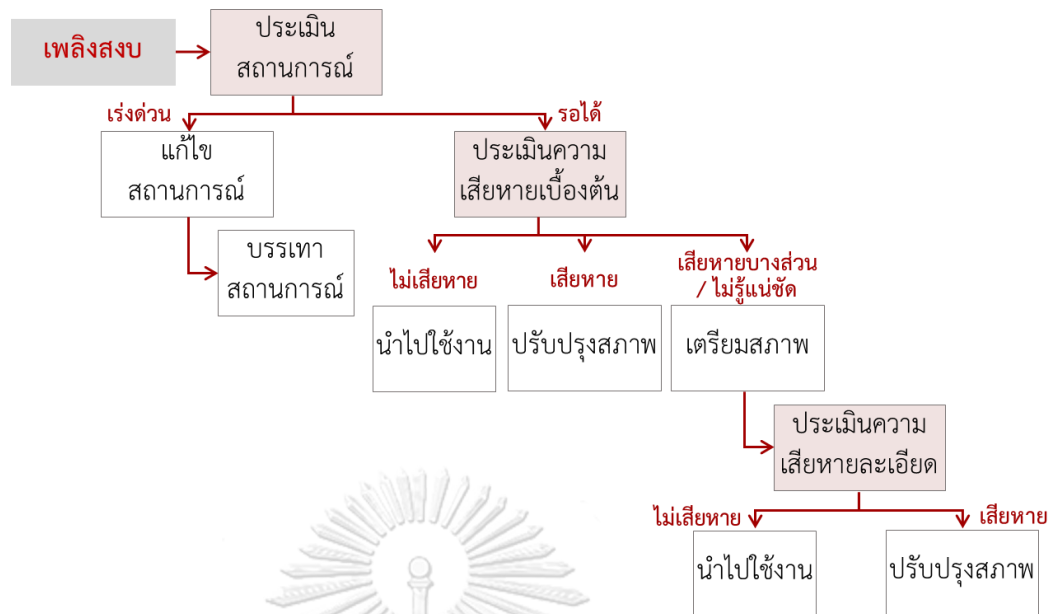 เพลิงสงบ
ประเมิน
สถานการณ์
เร่งด่วน
รอได้
แก้ไข
สถานการณ์
ประเมินความ
เสียหายเบื้องต้น
บรรเทา
สถานการณ์
ไม่เสียหาย
เสียหาย
เสียหายบางส่วน
/ ไม่รู้แน่ชัด
นำไปใช้งาน
ปรับปรุงสภาพ
เตรียมสภาพ
ประเมินความ
เสียหายละเอียด
ไม่เสียหาย
เสียหาย
นำไปใช้งาน
ปรับปรุงสภาพ